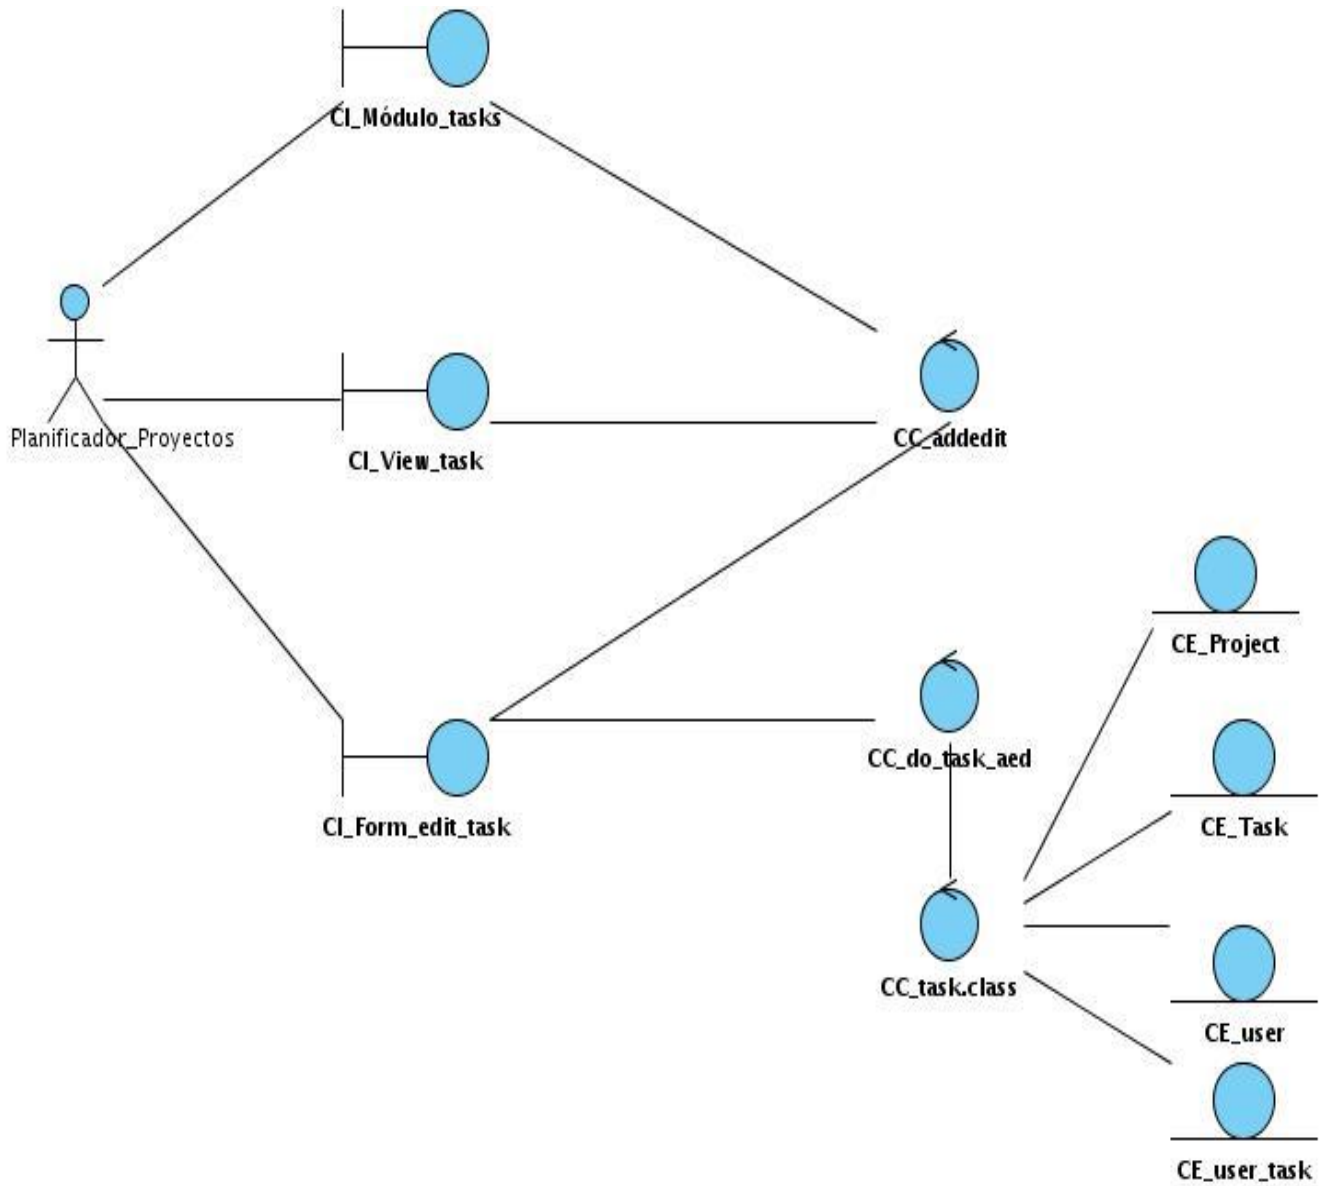 CI_Módulo_tasks
Planificador_Proyectos
CI_View_task
CC_addedit
CE_Project
CC_do_task_aed
CI_Form_edit_task
CE_Task
CC_task.class
CE_user
CE_user_task